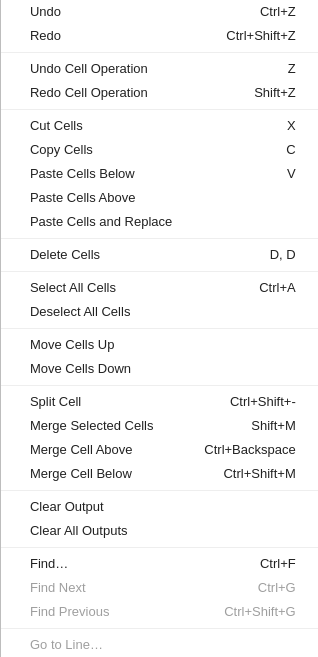 Undo Ctrl+Z
Redo Ctrl+Shift+Z
Undo Cell Operation Z
Redo Cell Operation Shift+Z
Cut Cells X
Copy Cells C
Paste Cells Below V
Paste Cells Above
Paste Cells and Replace
Delete Cells D, D
Select All Cells Ctrl+A
Deselect All Cells
Move Cells Up
Move Cells Down
Split Cell Ctrl+Shift+-
Merge Selected Cells Shift+M
Merge Cell Above Ctrl+Backspace
Merge Cell Below Ctrl+Shift+M
Clear Output
Clear All Outputs
Find… Ctrl+F
Find Next Ctrl+G
Find Previous Ctrl+Shift+G
Go to Line…